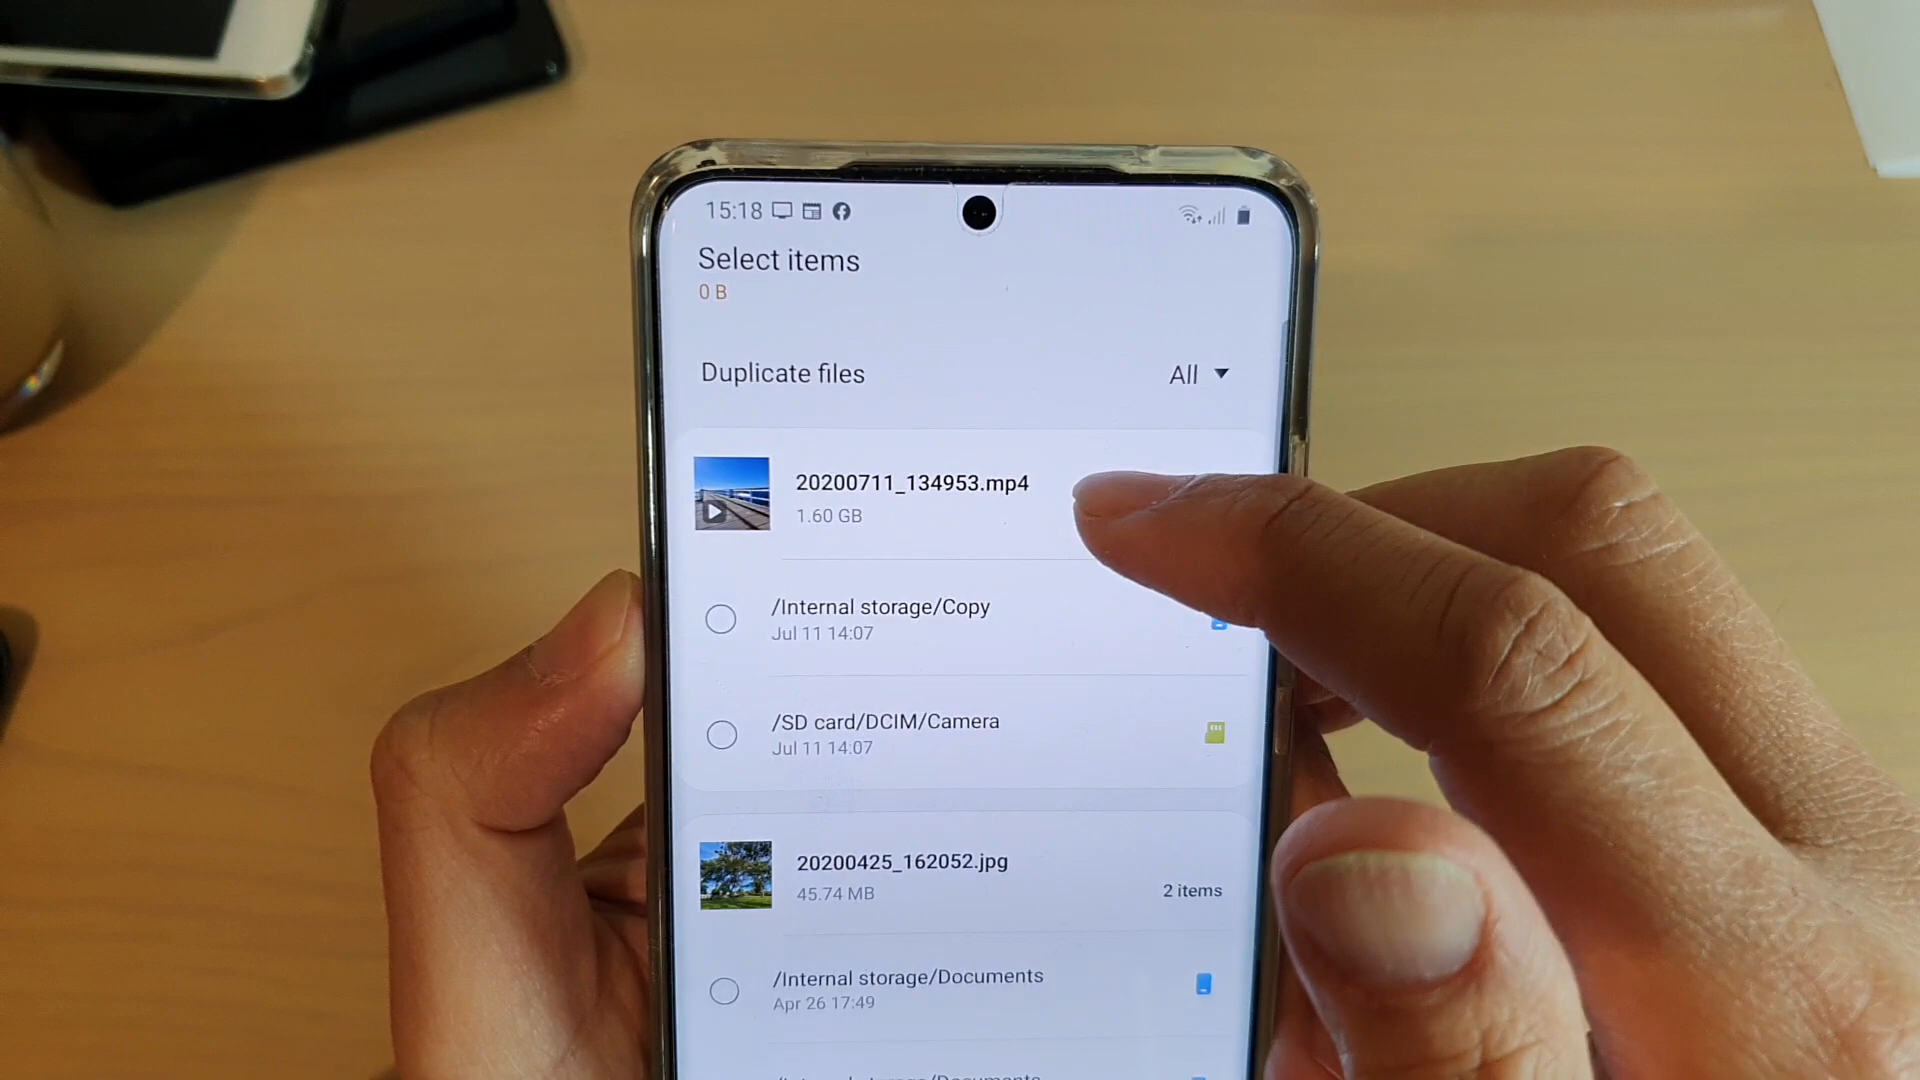 15:18
Select items
0 B
Duplicate files
All
20200711_134953.mp4
1.60 GB
/Internal storage/Copy
Jul 11 14:07
/SD card/DCIM/Camera
Jul 11 14:07
20200425_162052.jpg
45.74 MB
2 items
/Internal storage/Documents
Apr 26 17:49